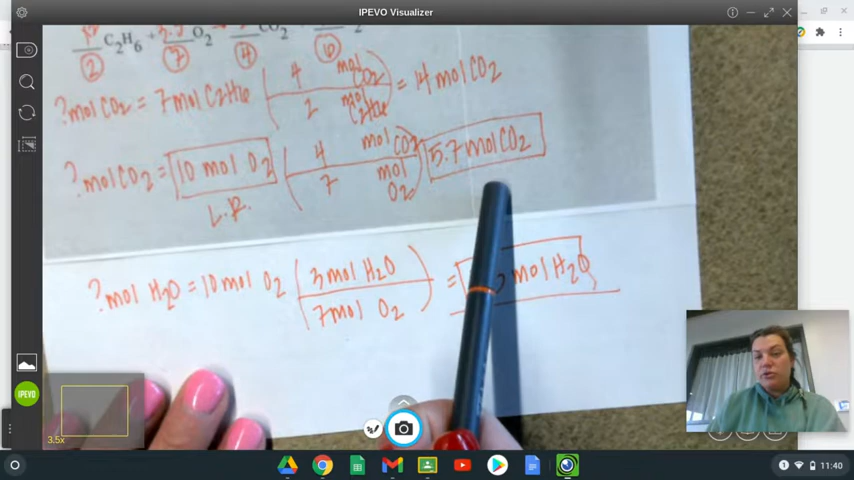 IPEVO Visualizer
C₂H₆ + O₂ CO₂
2 7 4 6
? mol CO₂ = 7 mol C₂H₆ ( 4 mol CO₂ / 2 mol C₂H₆ ) = 14 mol CO₂
? mol CO₂ = 10 mol O₂ ( 4 mol CO₂ / 7 mol O₂ ) 5.7 mol CO₂
L.R.
? mol H₂O = 10 mol O₂ ( 3 mol H₂O / 7 mol O₂ ) = mol H₂O
IPEVO
3.5x
1 11:40